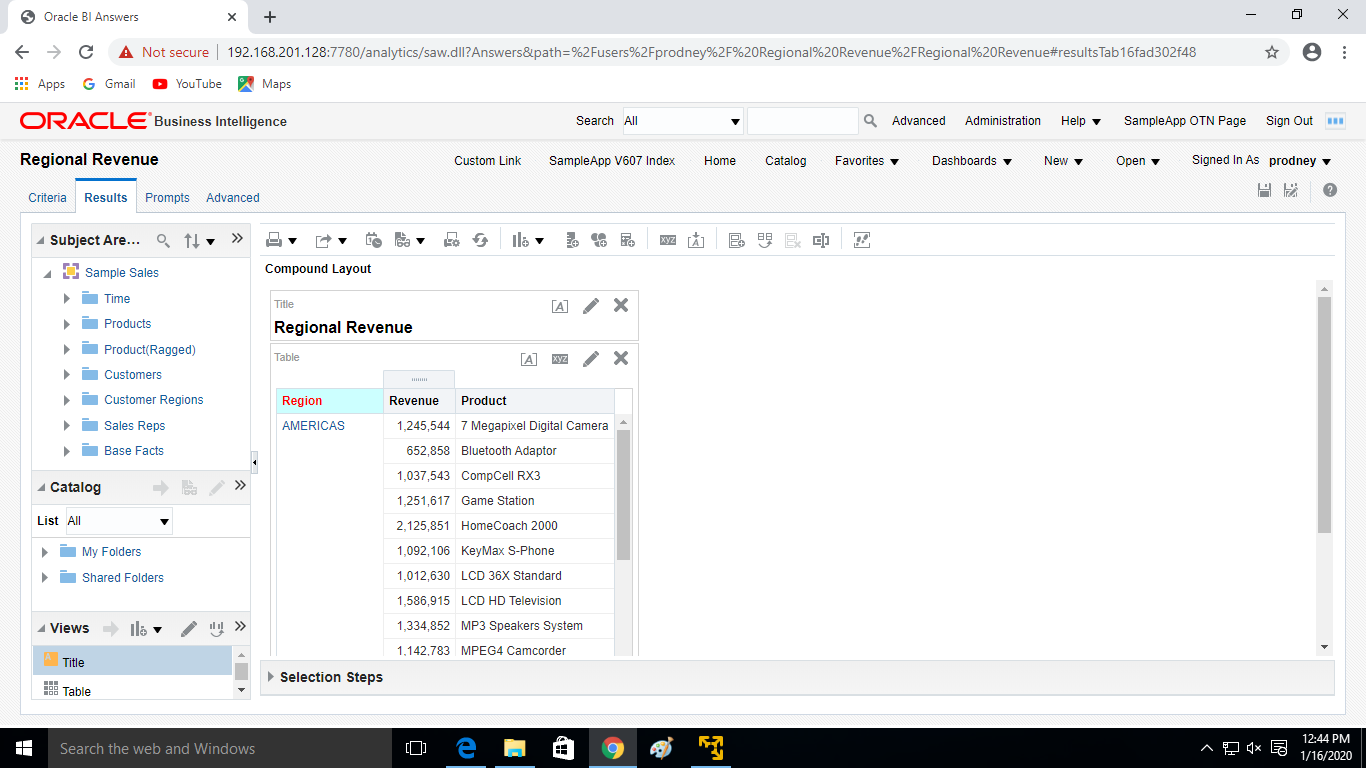 Oracle BI Answers
Not secure
192.168.201.128:7780/analytics/saw.dll?Answers&path=%2Fusers%2Fprodney%2F%20Regional%20Revenue%2FRegional%20Revenue#resultsTab16fad302f48
Apps Gmail YouTube Maps
ORACLE Business Intelligence
Search All Advanced Administration Help SampleApp OTN Page Sign Out
Regional Revenue
Custom Link SampleApp V607 Index Home Catalog Favorites Dashboards New Open Signed In As prodney
Criteria Results Prompts Advanced
Subject Are...
Sample Sales
Time
Products
Product(Ragged)
Customers
Customer Regions
Sales Reps
Base Facts
Catalog
List All
My Folders
Shared Folders
Views
Title
Table
Compound Layout
Title
Regional Revenue
Table
Region Revenue Product
AMERICAS 1,245,544 7 Megapixel Digital Camera
652,858 Bluetooth Adaptor
1,037,543 CompCell RX3
1,251,617 Game Station
2,125,851 HomeCoach 2000
1,092,106 KeyMax S-Phone
1,012,630 LCD 36X Standard
1,586,915 LCD HD Television
1,334,852 MP3 Speakers System
1,142,783 MPEG4 Camcorder
Selection Steps
Search the web and Windows
12:44 PM
1/16/2020